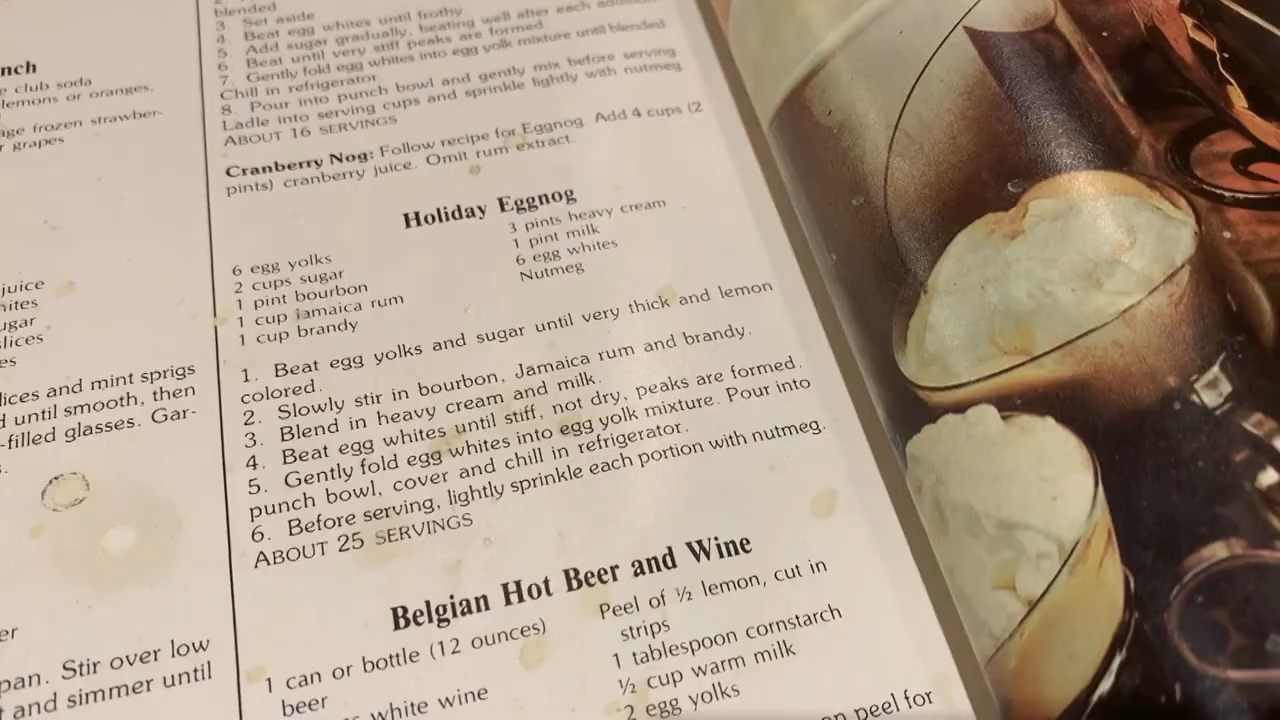 nch
e club soda
lemons or oranges,
age frozen strawber-
r grapes
juice
hites
ugar
slices
es
lices and mint sprigs
d until smooth, then
-filled glasses. Gar-
s.
er
pan. Stir over low
t and simmer until
2.
blended
3. Set aside
4. Beat egg whites until frothy
5. Add sugar gradually, beating well after each addition
6. Beat until very stiff peaks are formed
7. Gently fold egg whites into egg yolk mixture until blended
Chill in refrigerator
8. Pour into punch bowl and gently mix before serving
Ladle into serving cups and sprinkle lightly with nutmeg
ABOUT 16 SERVINGS
Cranberry Nog: Follow recipe for Eggnog Add 4 cups (2
pints) cranberry juice. Omit rum extract.
Holiday Eggnog
6 egg yolks
2 cups sugar
1 pint bourbon
1 cup jamaica rum
1 cup brandy
3 pints heavy cream
1 pint milk
6 egg whites
Nutmeg
1. Beat egg yolks and sugar until very thick and lemon
colored.
2. Slowly stir in bourbon, Jamaica rum and brandy.
3. Blend in heavy cream and milk.
4. Beat egg whites until stiff, not dry, peaks are formed.
5. Gently fold egg whites into egg yolk mixture. Pour into
punch bowl, cover and chill in refrigerator.
6. Before serving, lightly sprinkle each portion with nutmeg.
ABOUT 25 SERVINGS
Belgian Hot Beer and Wine
1 can or bottle (12 ounces)
beer
white wine
Peel of ½ lemon, cut in
strips
1 tablespoon cornstarch
½ cup warm milk
2 egg yolks
on peel for